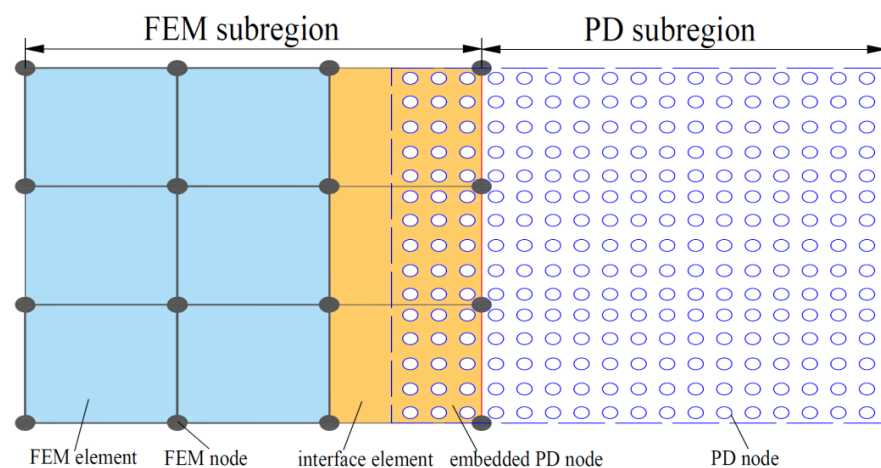 FEM subregion
PD subregion
FEM element
FEM node
interface element
embedded PD node
PD node